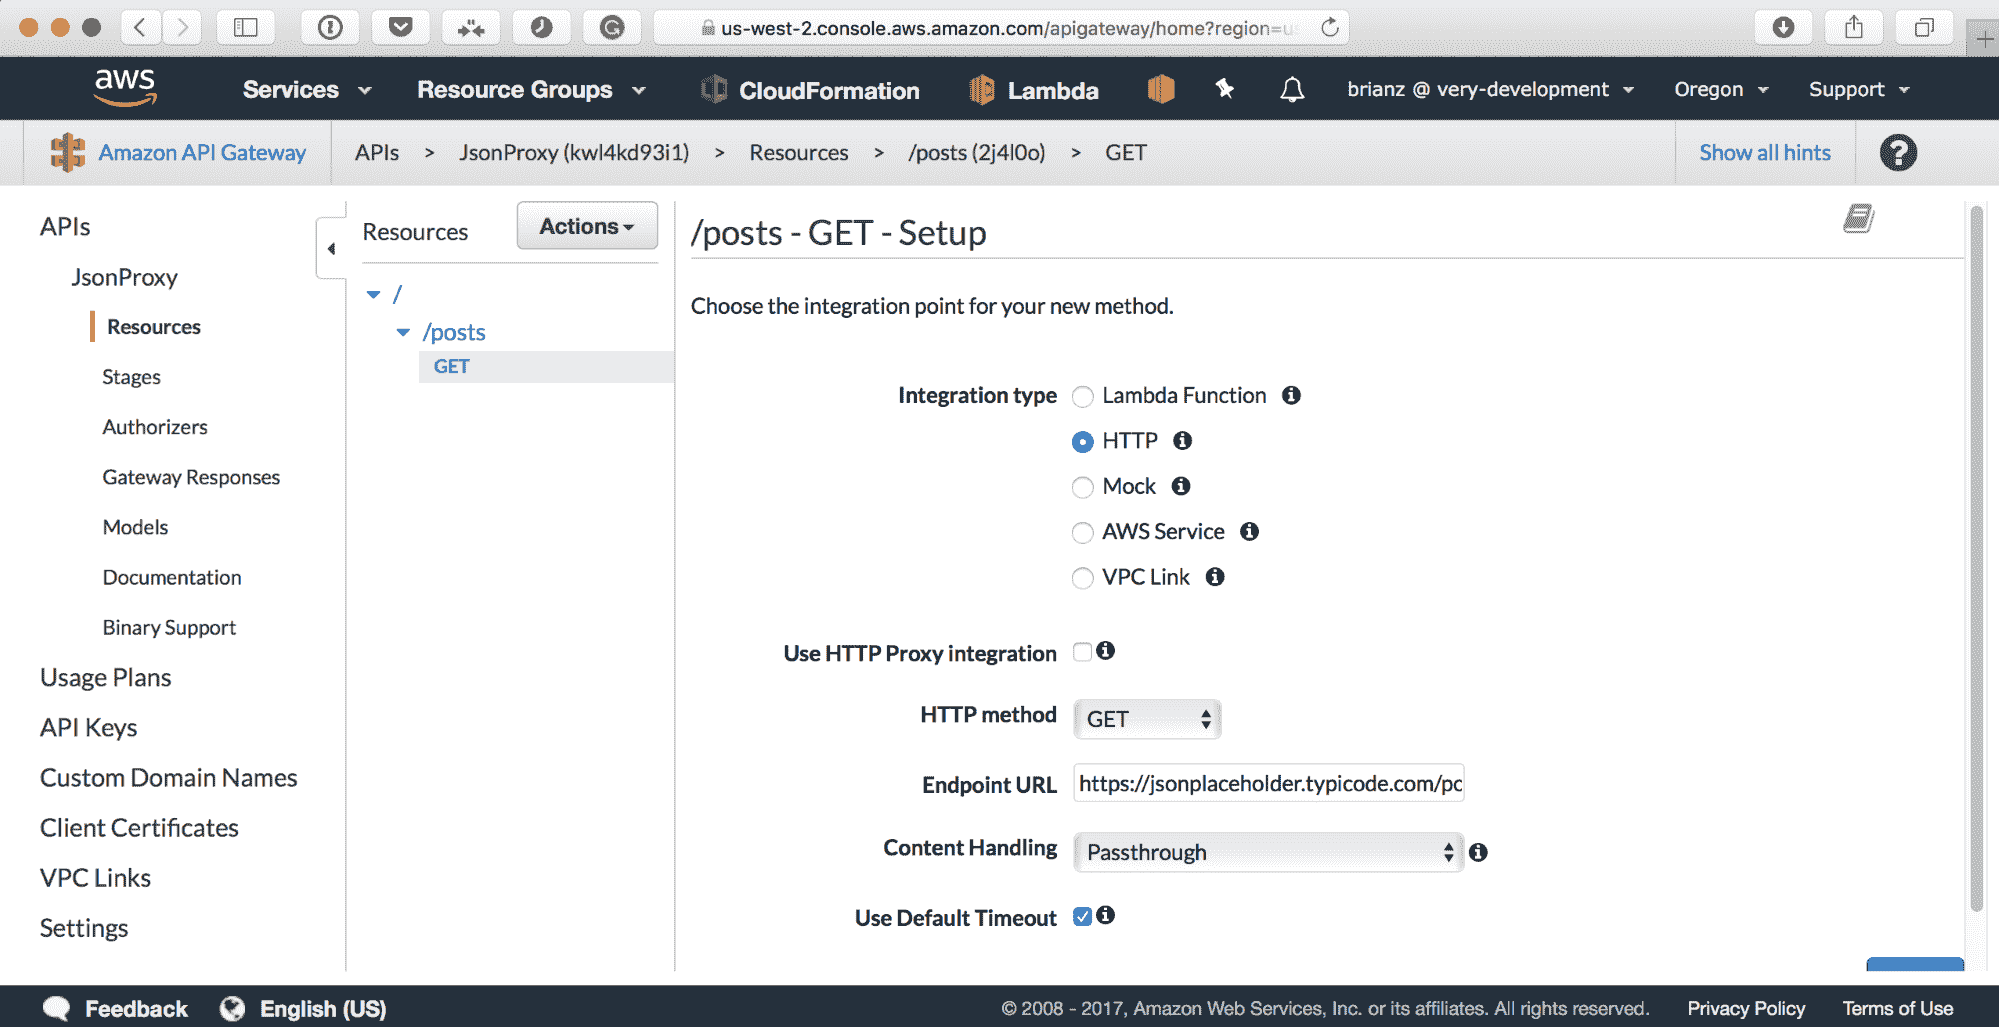 us-west-2.console.aws.amazon.com/apigateway/home?region=us
aws Services Resource Groups CloudFormation Lambda brianz @ very-development Oregon Support
Amazon API Gateway APIs > JsonProxy (kwl4kd93i1) > Resources > /posts (2j4l0o) > GET Show all hints ?
APIs
JsonProxy
Resources
Stages
Authorizers
Gateway Responses
Models
Documentation
Binary Support
Usage Plans
API Keys
Custom Domain Names
Client Certificates
VPC Links
Settings
Resources Actions
/
/posts
GET
/posts - GET - Setup
Choose the integration point for your new method.
Integration type Lambda Function
HTTP
Mock
AWS Service
VPC Link
Use HTTP Proxy integration
HTTP method GET
Endpoint URL https://jsonplaceholder.typicode.com/po
Content Handling Passthrough
Use Default Timeout
Feedback English (US) © 2008 - 2017, Amazon Web Services, Inc. or its affiliates. All rights reserved. Privacy Policy Terms of Use